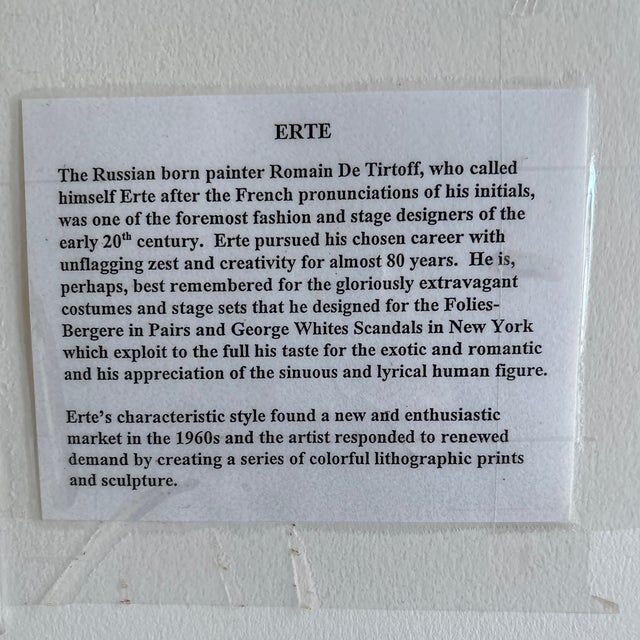 ERTE
The Russian born painter Romain De Tirtoff, who called
himself Erte after the French pronunciations of his initials,
was one of the foremost fashion and stage designers of the
early 20th century. Erte pursued his chosen career with
unflagging zest and creativity for almost 80 years. He is,
perhaps, best remembered for the gloriously extravagant
costumes and stage sets that he designed for the Folies-
Bergere in Pairs and George Whites Scandals in New York
which exploit to the full his taste for the exotic and romantic
and his appreciation of the sinuous and lyrical human figure.
Erte's characteristic style found a new and enthusiastic
market in the 1960s and the artist responded to renewed
demand by creating a series of colorful lithographic prints
and sculpture.